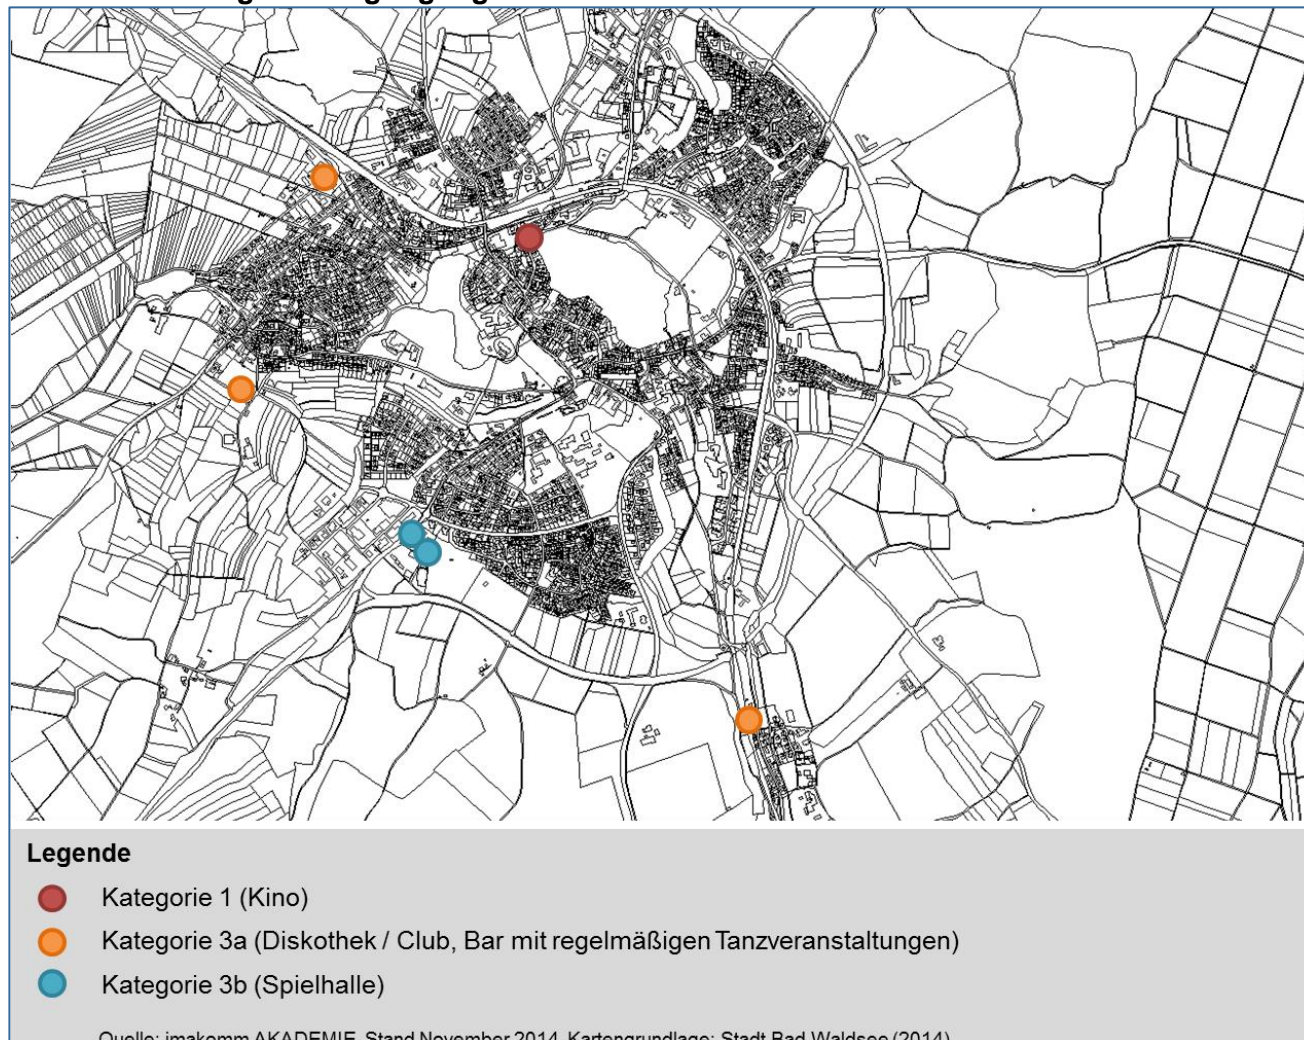 Legende
Kategorie 1 (Kino)
Kategorie 3a (Diskothek / Club, Bar mit regelmäßigen Tanzveranstaltungen)
Kategorie 3b (Spielhalle)
Quelle: imakomm AKADEMIE, Stand November 2014, Kartengrundlage: Stadt Bad Waldsee (2014)